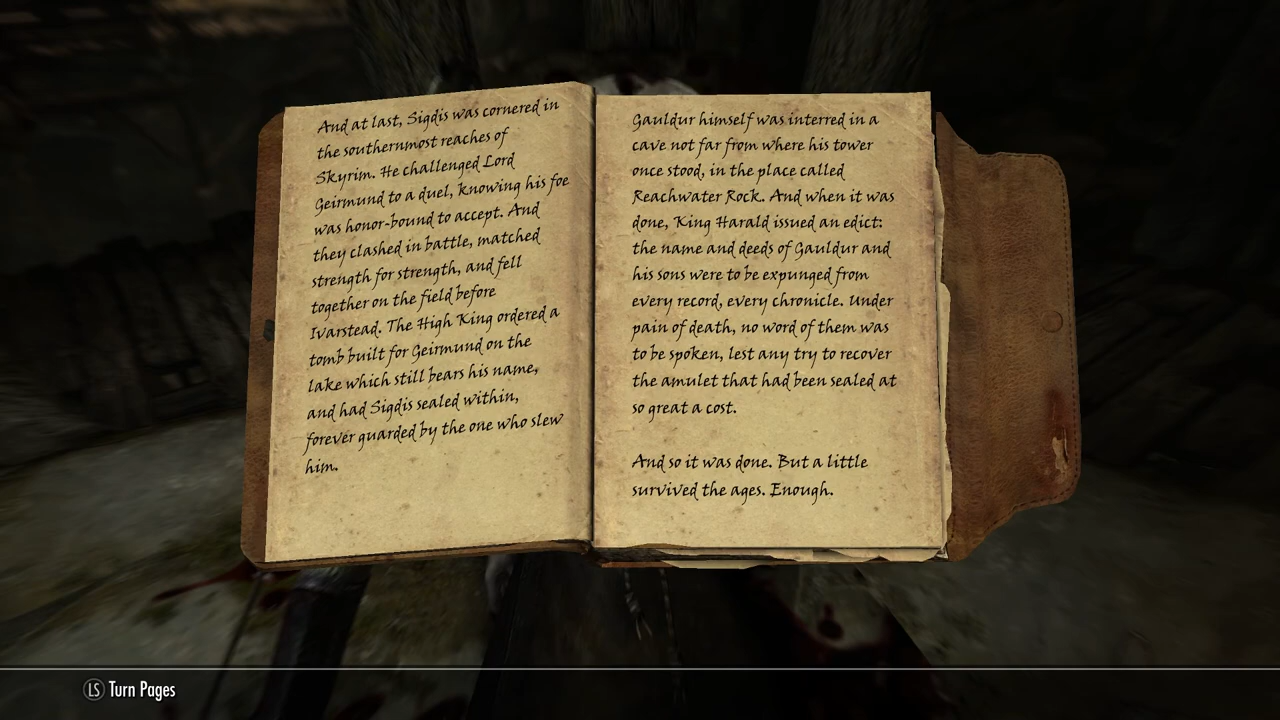 And at last, Sigdis was cornered in
the southernmost reaches of
Skyrim. He challenged Lord
Geirmund to a duel, knowing his foe
was honor-bound to accept. And
they clashed in battle, matched
strength for strength, and fell
together on the field before
Ivarstead. The High King ordered a
tomb built for Geirmund on the
lake which still bears his name,
and had Sigdis sealed within,
forever guarded by the one who slew
him.
Gauldur himself was interred in a
cave not far from where his tower
once stood, in the place called
Reachwater Rock. And when it was
done, King Harald issued an edict:
the name and deeds of Gauldur and
his sons were to be expunged from
every record, every chronicle. Under
pain of death, no word of them was
to be spoken, lest any try to recover
the amulet that had been sealed at
so great a cost.
And so it was done. But a little
survived the ages. Enough.
LS Turn Pages